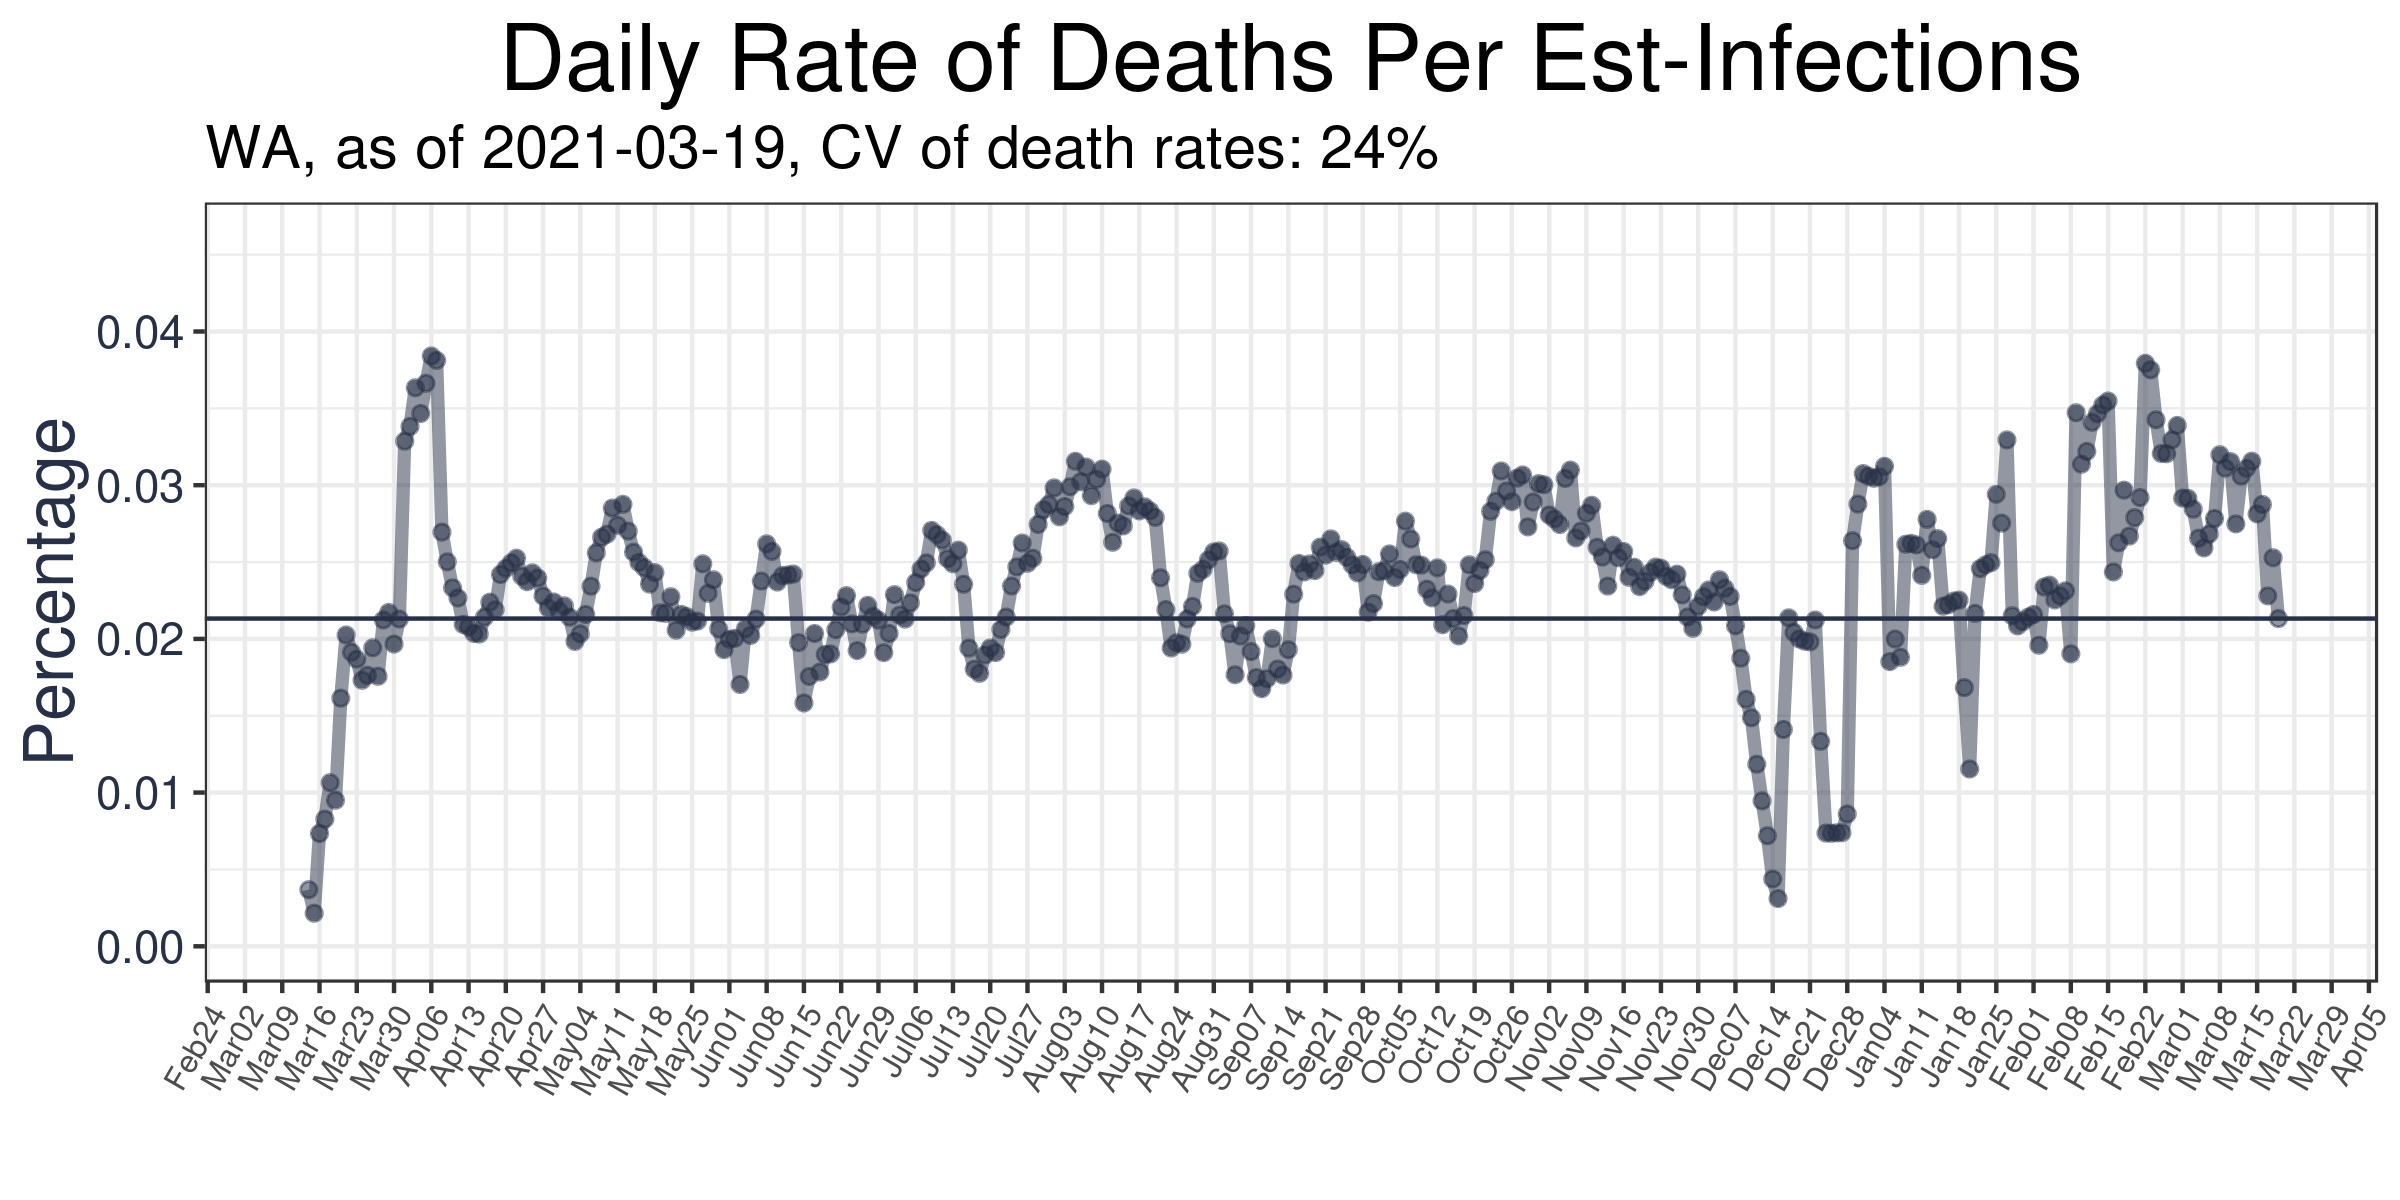 Daily Rate of Deaths Per Est-Infections
WA, as of 2021-03-19, CV of death rates: 24%
Percentage
0.04
0.03
0.02
0.01
0.00
Feb24
Mar02
Mar09
Mar16
Mar23
Mar30
Apr06
Apr13
Apr20
Apr27
May04
May11
May18
May25
Jun01
Jun08
Jun15
Jun22
Jun29
Jul06
Jul13
Jul20
Jul27
Aug03
Aug10
Aug17
Aug24
Aug31
Sep07
Sep14
Sep21
Sep28
Oct05
Oct12
Oct19
Oct26
Nov02
Nov09
Nov16
Nov23
Nov30
Dec07
Dec14
Dec21
Dec28
Jan04
Jan11
Jan18
Jan25
Feb01
Feb08
Feb15
Feb22
Mar01
Mar08
Mar15
Mar22
Mar29
Apr05